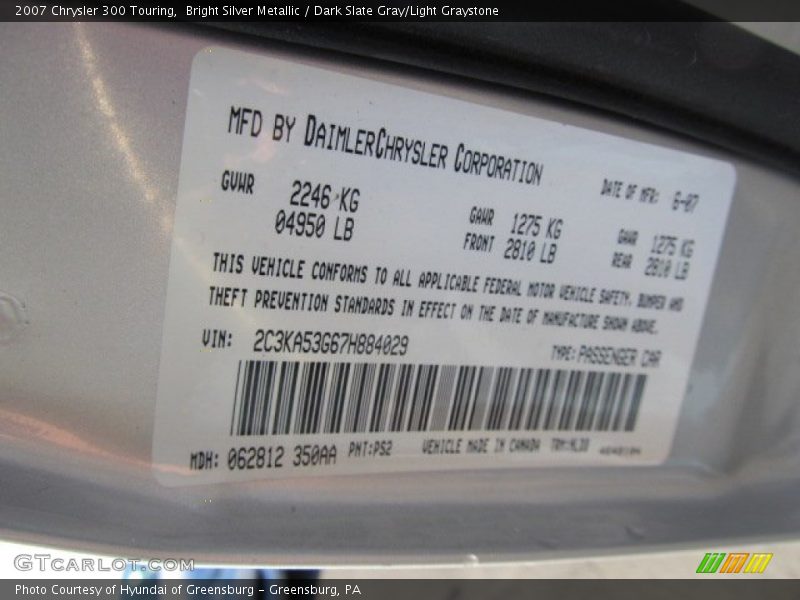 2007 Chrysler 300 Touring, Bright Silver Metallic / Dark Slate Gray/Light Graystone
MFD BY DAIMLERCHRYSLER CORPORATION
DATE OF MFR: 6-07
GVWR 2246 KG
04950 LB
GAWR FRONT 1275 KG
2810 LB
GAWR REAR 1275 KG
2810 LB
THIS VEHICLE CONFORMS TO ALL APPLICABLE FEDERAL MOTOR VEHICLE SAFETY, BUMPER AND
THEFT PREVENTION STANDARDS IN EFFECT ON THE DATE OF MANUFACTURE SHOWN ABOVE.
VIN: 2C3KA53G67H884029
TYPE: PASSENGER CAR
MDH: 062812 350AA PNT:PS2 VEHICLE MADE IN CANADA
GTCARLOT.COM
Photo Courtesy of Hyundai of Greensburg - Greensburg, PA